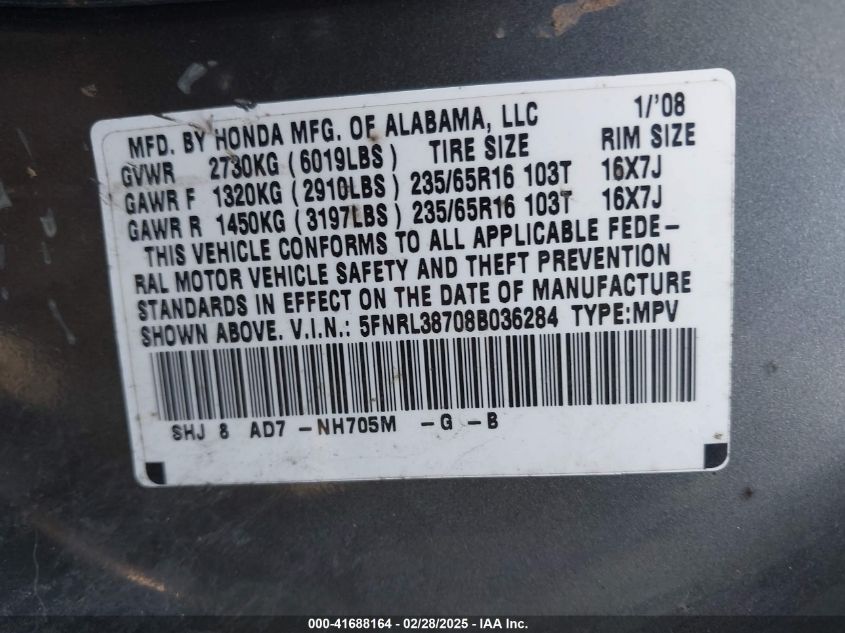 MFD. BY HONDA MFG. OF ALABAMA, LLC 1/'08
GVWR 2730KG (6019LBS) TIRE SIZE RIM SIZE
GAWR F 1320KG (2910LBS) 235/65R16 103T 16X7J
GAWR R 1450KG (3197LBS) 235/65R16 103T 16X7J
THIS VEHICLE CONFORMS TO ALL APPLICABLE FEDE-
RAL MOTOR VEHICLE SAFETY AND THEFT PREVENTION
STANDARDS IN EFFECT ON THE DATE OF MANUFACTURE
SHOWN ABOVE. V.I.N.: 5FNRL38708B036284 TYPE:MPV
SHJ 8 AD7 -NH705M -G -B
000-41688164 - 02/28/2025 - IAA Inc.